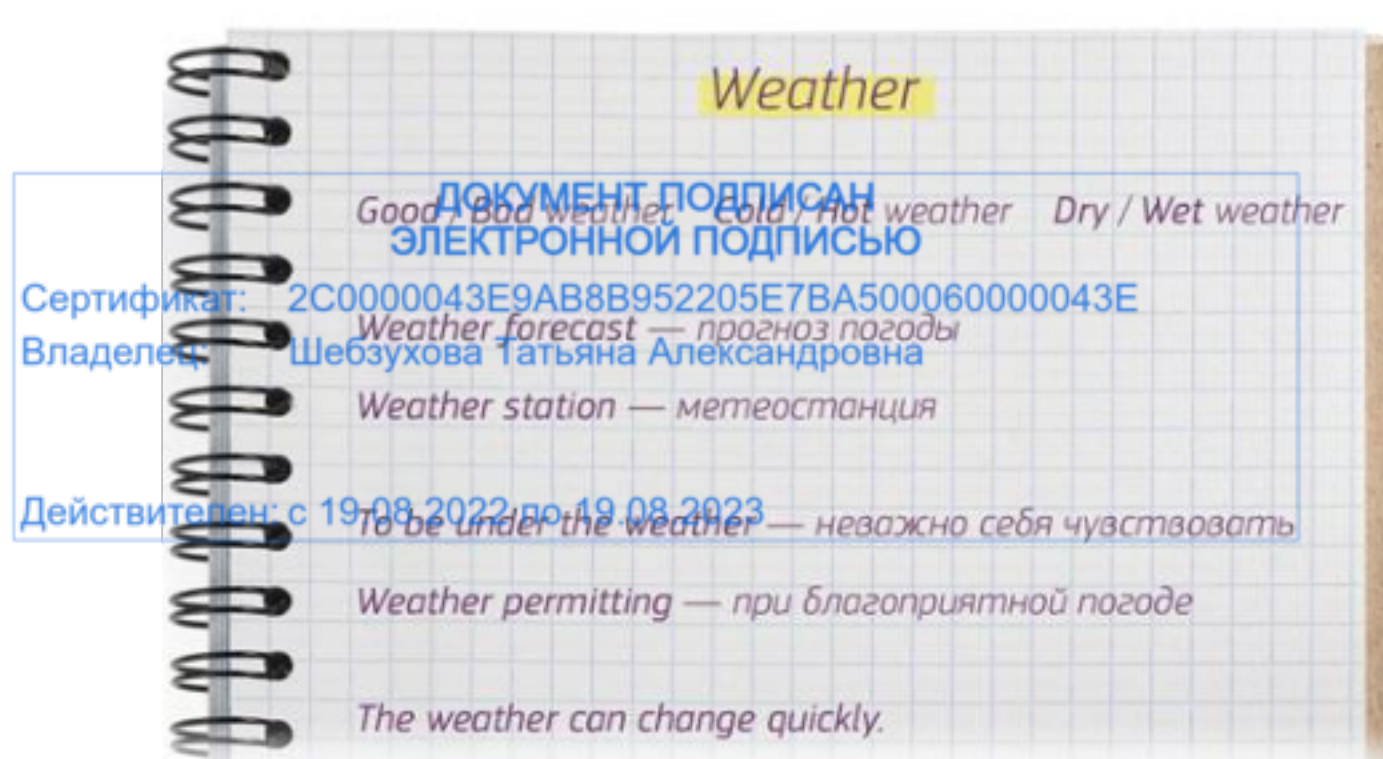 Weather
Good / Bad weather Cold / Hot weather Dry / Wet weather
ДОКУМЕНТ ПОДПИСАН
ЭЛЕКТРОННОЙ ПОДПИСЬЮ
Сертификат: 2C0000043E9AB8B952205E7BA500060000043E
Weather forecast — прогноз погоды
Владелец: Шебзухова Татьяна Александровна
Weather station — метеостанция
Действителен: с 19.08.2022 по 19.08.2023
To be under the weather — неважно себя чувствовать
Weather permitting — при благоприятной погоде
The weather can change quickly.